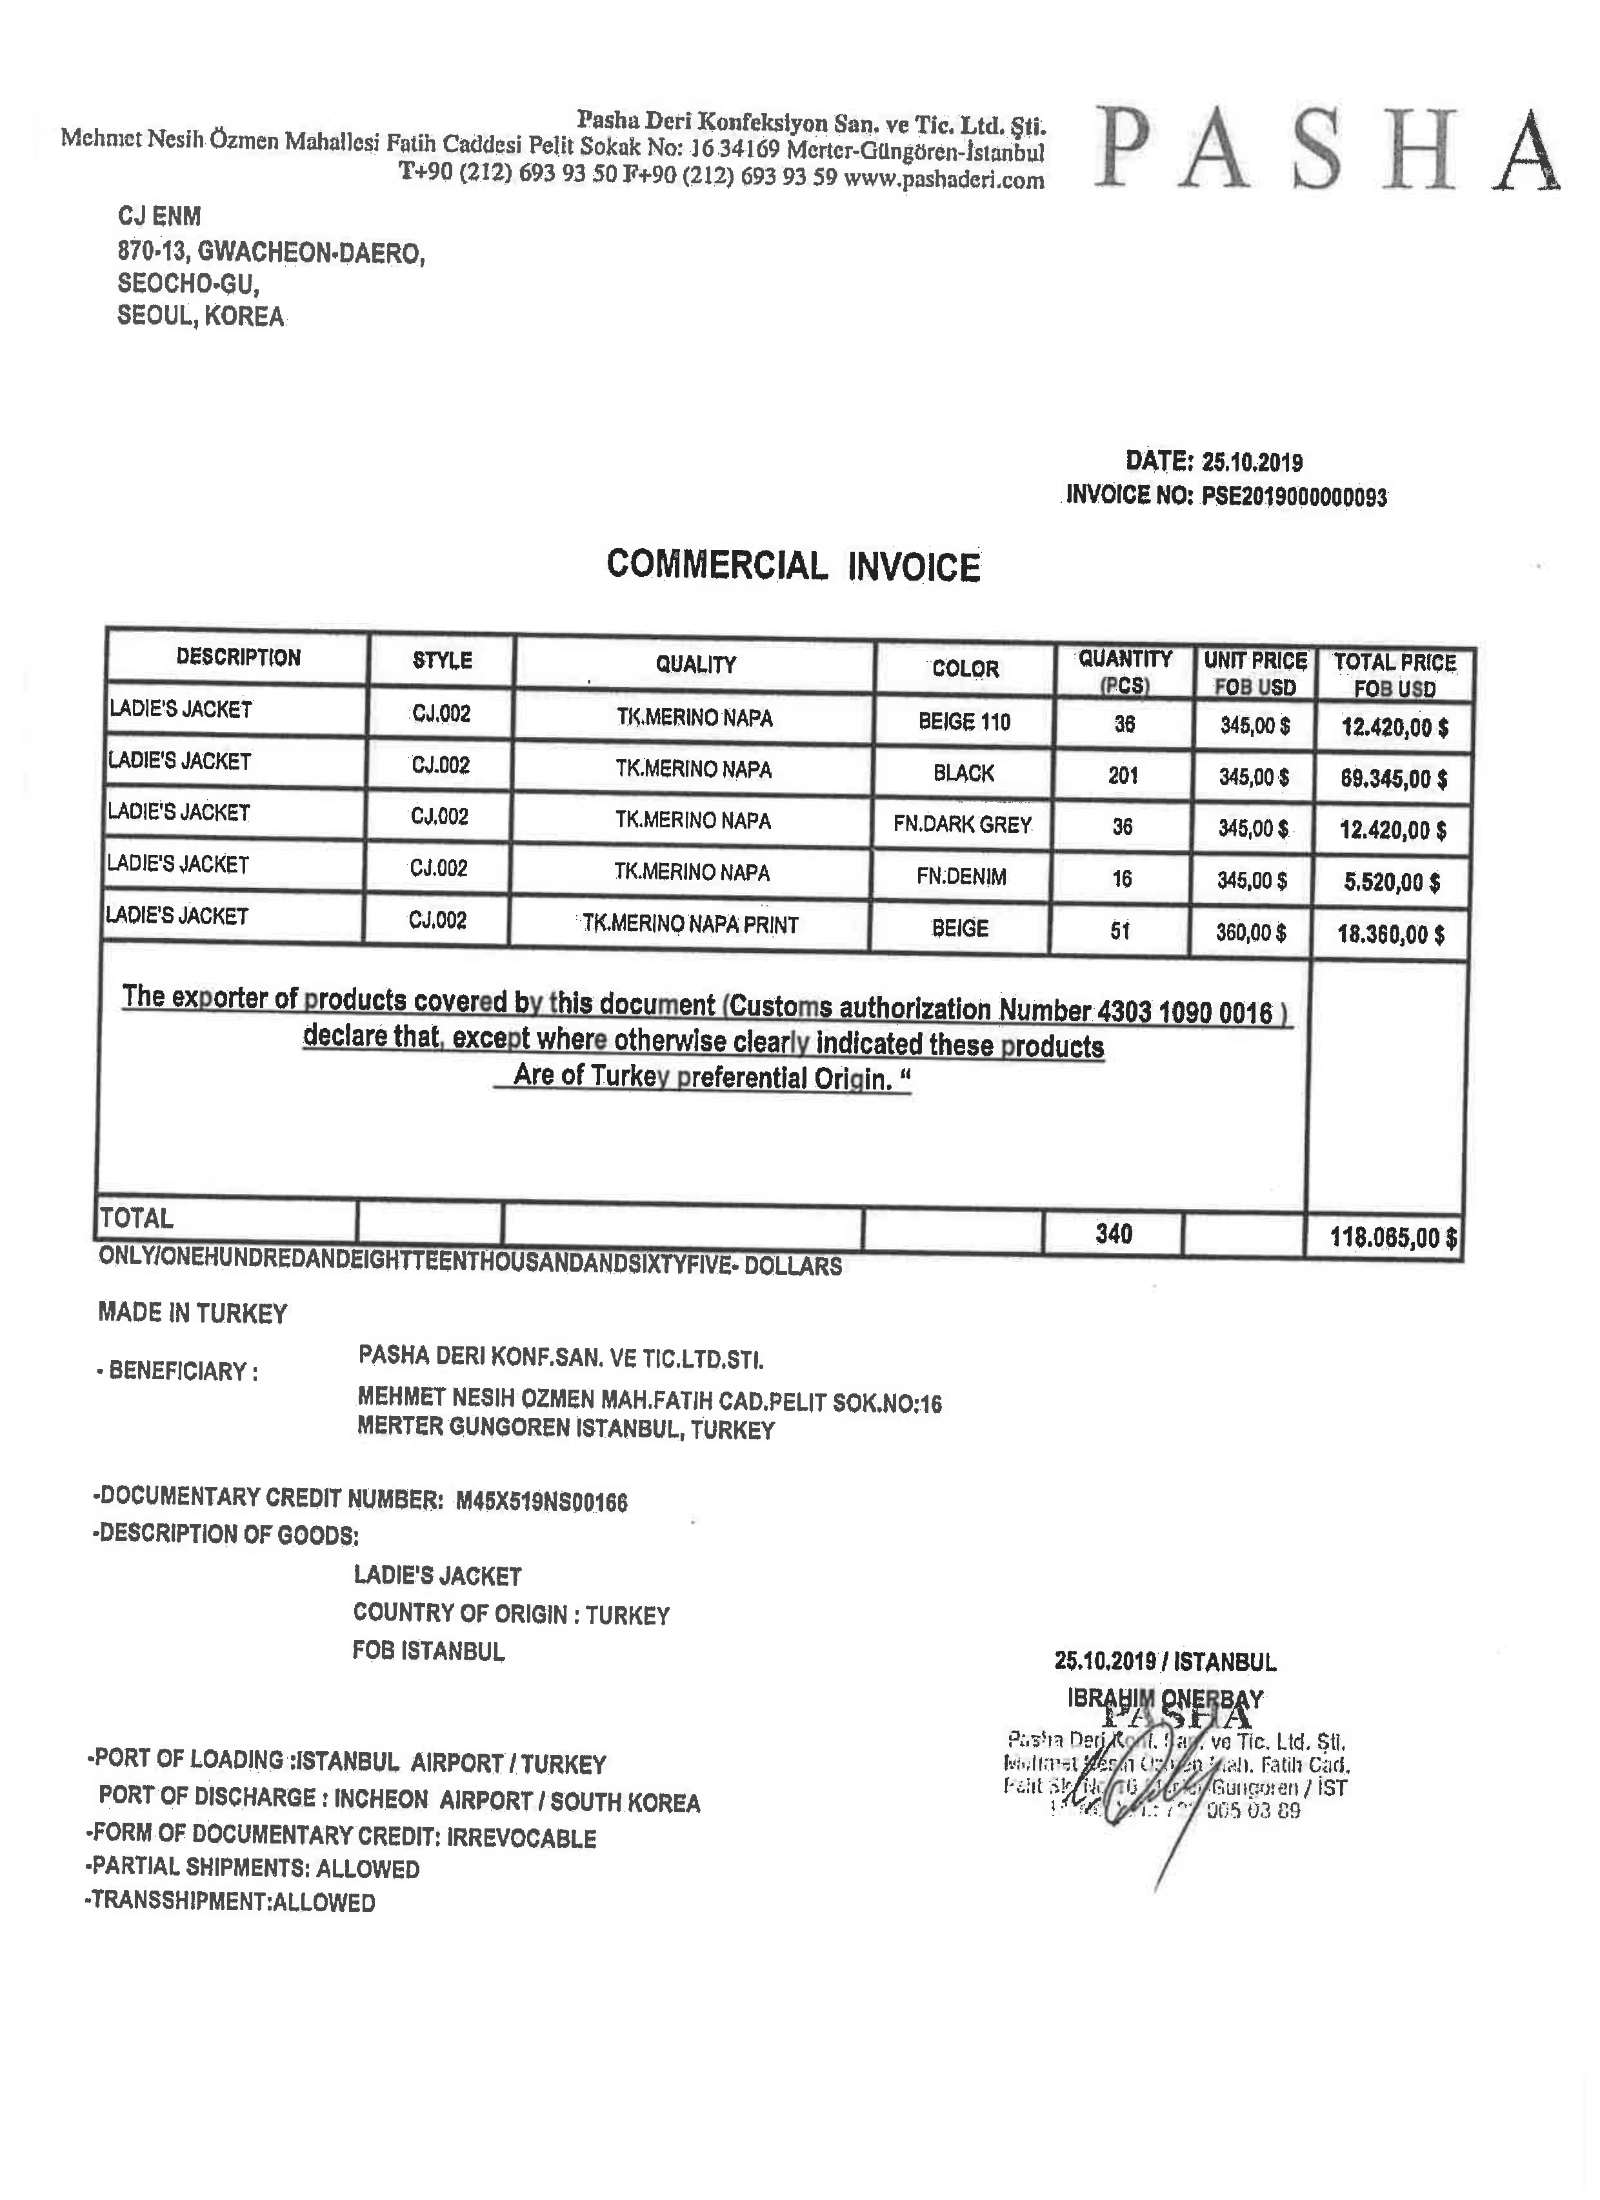 Pasha Deri Konfeksiyon San. ve Tic. Ltd. Şti.
Mehmet Nesih Özmen Mahallesi Fatih Caddesi Pelit Sokak No: 16 34169 Merter-Güngören-İstanbul
T+90 (212) 693 93 50 F+90 (212) 693 93 59 www.pashaderi.com
PASHA
CJ ENM
870-13, GWACHEON-DAERO,
SEOCHO-GU,
SEOUL, KOREA
DATE: 25.10.2019
INVOICE NO: PSE2019000000093
COMMERCIAL INVOICE
DESCRIPTION STYLE QUALITY COLOR QUANTITY (PCS) UNIT PRICE FOB USD TOTAL PRICE FOB USD
LADIE'S JACKET CJ.002 TK.MERINO NAPA BEIGE 110 36 345,00 $ 12.420,00 $
LADIE'S JACKET CJ.002 TK.MERINO NAPA BLACK 201 345,00 $ 69.345,00 $
LADIE'S JACKET CJ.002 TK.MERINO NAPA FN.DARK GREY 36 345,00 $ 12.420,00 $
LADIE'S JACKET CJ.002 TK.MERINO NAPA FN.DENIM 16 345,00 $ 5.520,00 $
LADIE'S JACKET CJ.002 TK.MERINO NAPA PRINT BEIGE 51 360,00 $ 18.360,00 $
The exporter of products covered by this document (Customs authorization Number 4303 1090 0016 )
declare that, except where otherwise clearly indicated these products
Are of Turkey preferential Origin. “
TOTAL 340 118.065,00 $
ONLY/ONEHUNDREDANDEIGHTTEENTHOUSANDANDSIXTYFIVE- DOLLARS
MADE IN TURKEY
- BENEFICIARY : PASHA DERI KONF.SAN. VE TIC.LTD.STI.
MEHMET NESIH OZMEN MAH.FATIH CAD.PELIT SOK.NO:16
MERTER GUNGOREN ISTANBUL, TURKEY
-DOCUMENTARY CREDIT NUMBER: M45X519NS00166
-DESCRIPTION OF GOODS:
LADIE'S JACKET
COUNTRY OF ORIGIN : TURKEY
FOB ISTANBUL
25.10.2019 / ISTANBUL
IBRAHIM ONERBAY
PASHA
Pasha Deri Konf. San. ve Tic. Ltd. Şti.
Mah. Fatih Cad.
Gungoren / İST
005 03 89
-PORT OF LOADING :ISTANBUL AIRPORT / TURKEY
PORT OF DISCHARGE : INCHEON AIRPORT / SOUTH KOREA
-FORM OF DOCUMENTARY CREDIT: IRREVOCABLE
-PARTIAL SHIPMENTS: ALLOWED
-TRANSSHIPMENT:ALLOWED